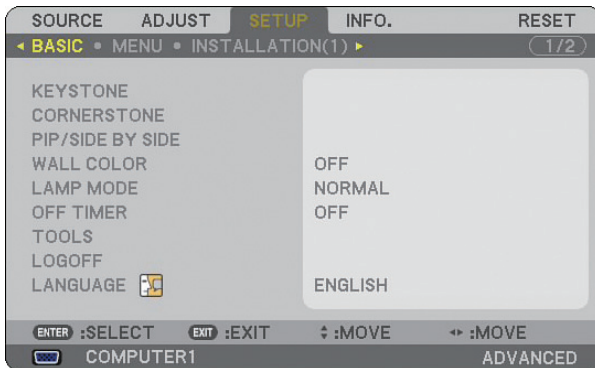 SOURCE ADJUST SETUP INFO. RESET
BASIC • MENU • INSTALLATION(1) 1/2
KEYSTONE
CORNERSTONE
PIP/SIDE BY SIDE
WALL COLOR OFF
LAMP MODE NORMAL
OFF TIMER OFF
TOOLS
LOGOFF
LANGUAGE ENGLISH
ENTER :SELECT EXIT :EXIT :MOVE :MOVE
COMPUTER1 ADVANCED